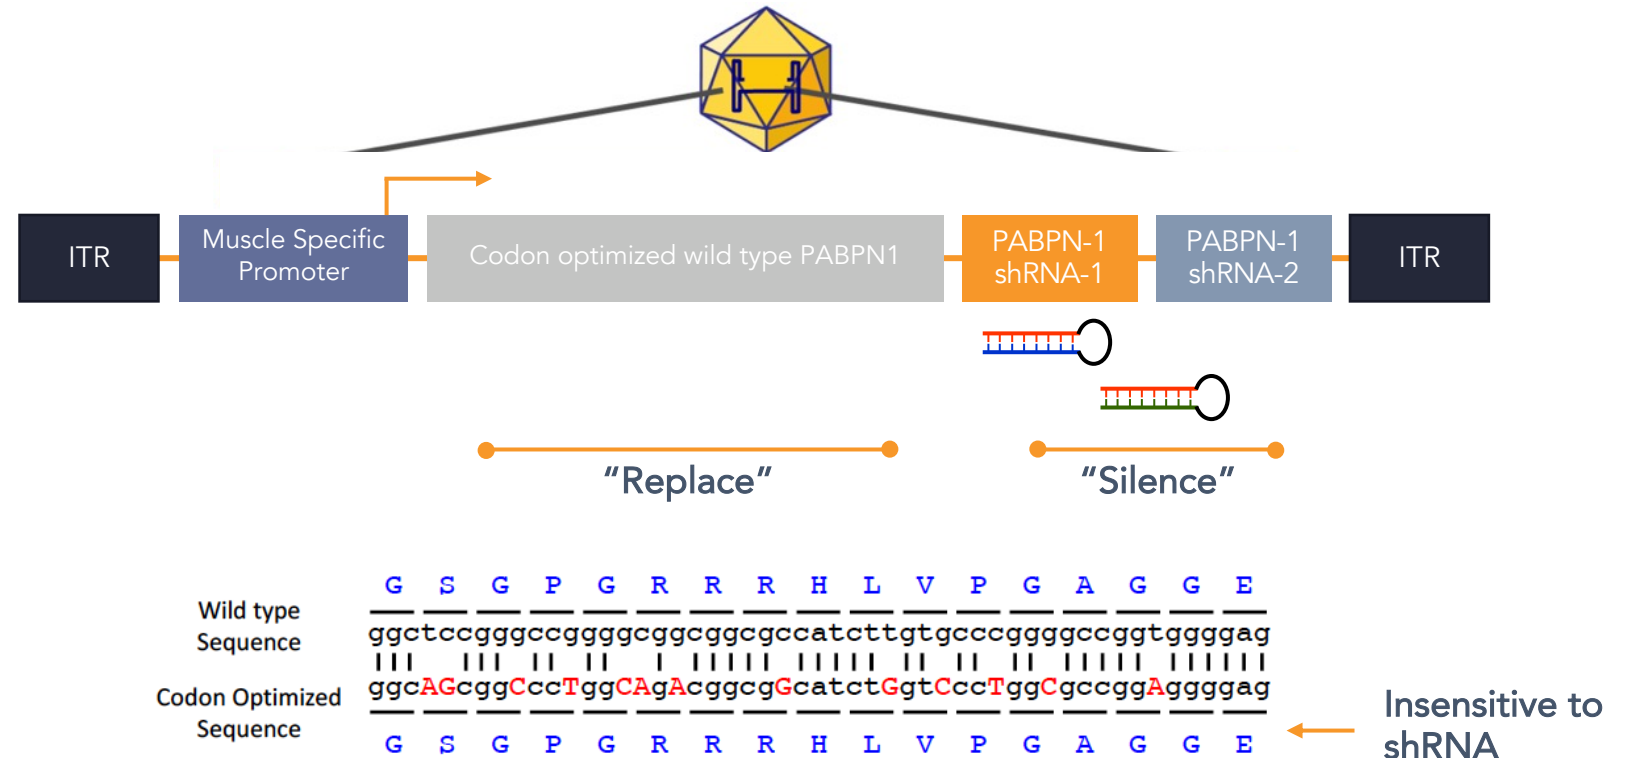 ITR
Muscle Specific
Promoter
Codon optimized wild type PABPN1
PABPN-1
shRNA-1
PABPN-1
shRNA-2
ITR
“Replace”
“Silence”
G S G P G R R R H L V P G A G G E
Wild type
Sequence
ggctccgggccggggcggcggcgccatcttgtgcccggggccggtggggag
Codon Optimized
Sequence
ggcAGcggCccTggCAgAcggcgGcatctGgtCccTggCgccggAggggag
G S G P G R R R H L V P G A G G E
Insensitive to
shRNA